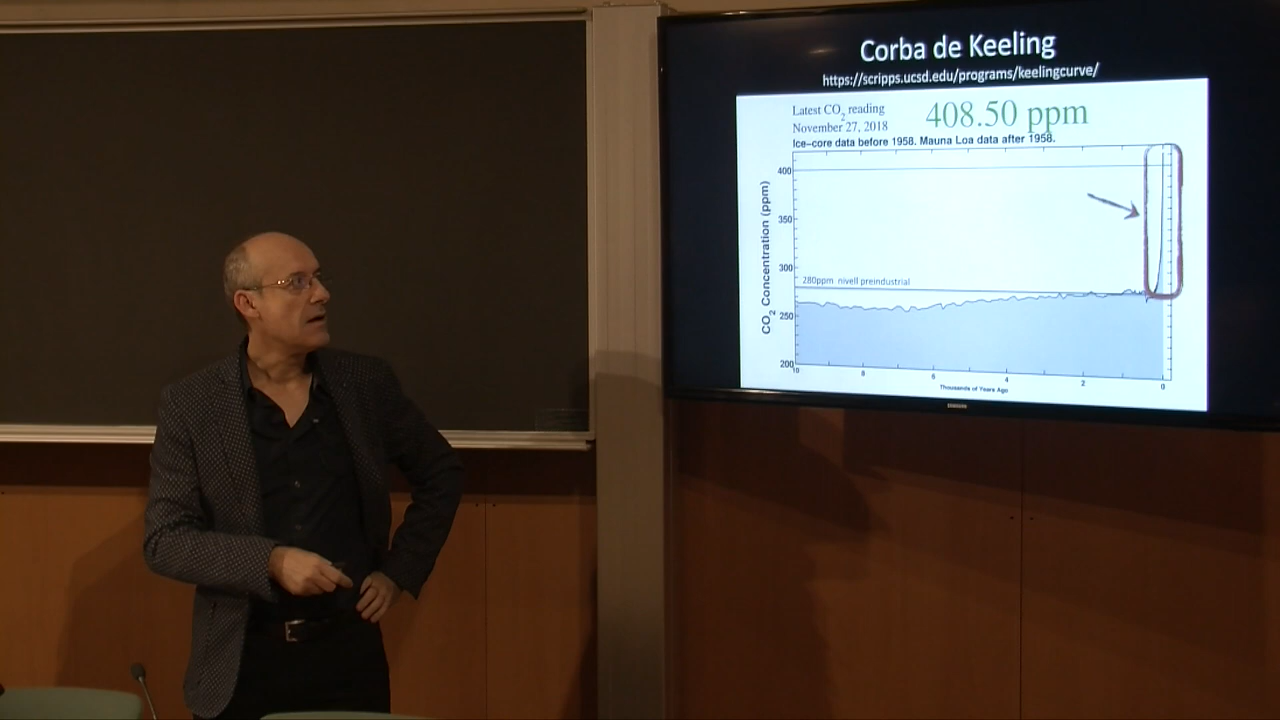 Corba de Keeling
https://scripps.ucsd.edu/programs/keelingcurve/
Latest CO2 reading
November 27, 2018
408.50 ppm
Ice-core data before 1958. Mauna Loa data after 1958.
CO2 Concentration (ppm)
400
350
300
280ppm nivell preindustrial
250
200
10 8 6 4 2 0
Thousands of Years Ago
SAMSUNG